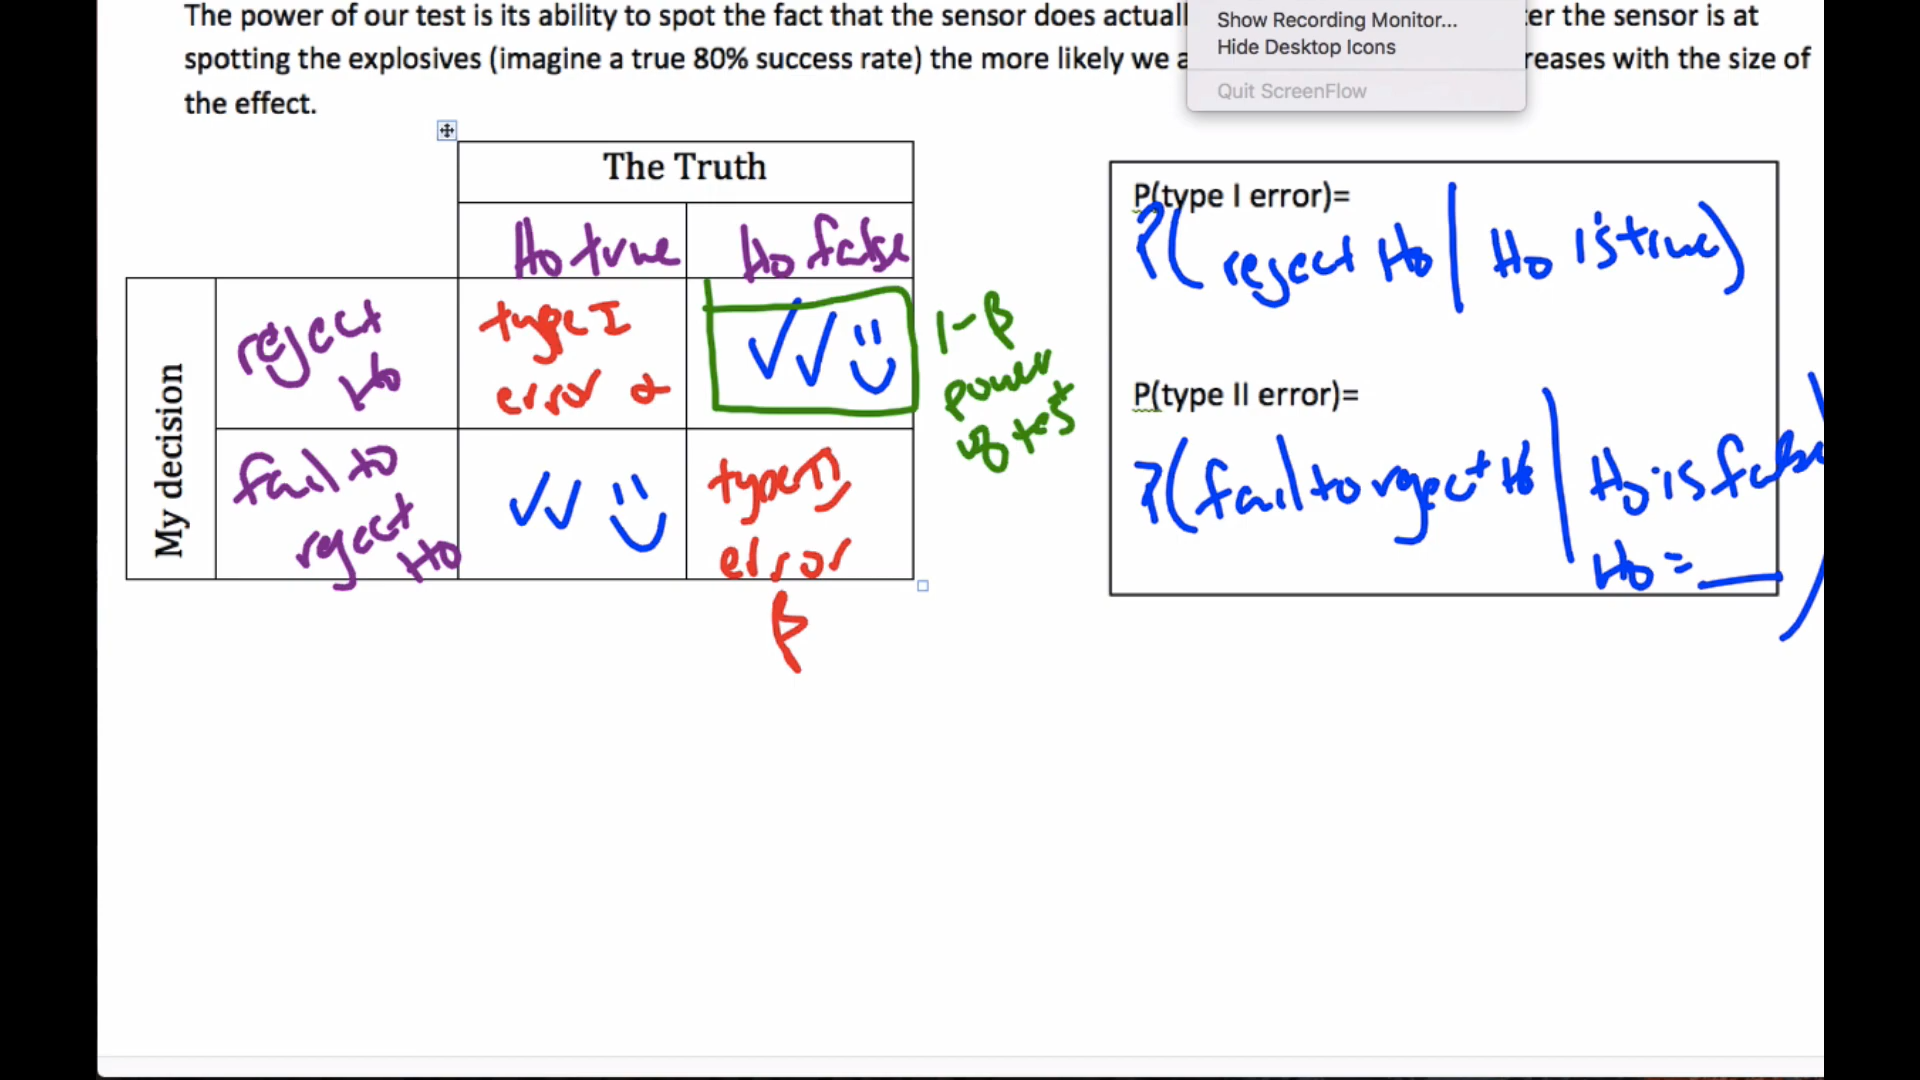 The power of our test is its ability to spot the fact that the sensor does actuall
Show Recording Monitor...
er the sensor is at
spotting the explosives (imagine a true 80% success rate) the more likely we a
Hide Desktop Icons
reases with the size of
the effect.
Quit ScreenFlow
The Truth
Ho true
Ho false
My decision
reject
Ho
type I
error α
✓✓
1-β
power
of test
fail to
reject
Ho
✓✓
type II
error
β
P(type I error)=
P( reject Ho | Ho is true)
P(type II error)=
P(fail to reject Ho | Ho is false)
Ho = ___